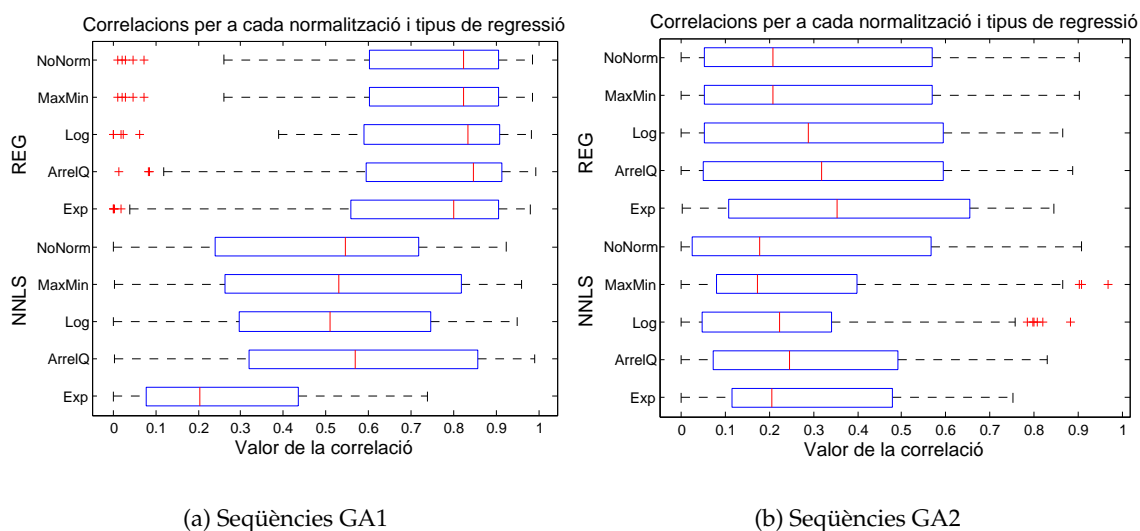 Correlacions per a cada normalització i tipus de regressió
NoNorm
MaxMin
Log
ArrelQ
Exp
NoNorm
MaxMin
Log
ArrelQ
Exp
REG
NNLS
0 0.1 0.2 0.3 0.4 0.5 0.6 0.7 0.8 0.9 1
Valor de la correlació
(a) Seqüències GA1
Correlacions per a cada normalització i tipus de regressió
NoNorm
MaxMin
Log
ArrelQ
Exp
NoNorm
MaxMin
Log
ArrelQ
Exp
REG
NNLS
0 0.1 0.2 0.3 0.4 0.5 0.6 0.7 0.8 0.9 1
Valor de la correlació
(b) Seqüències GA2